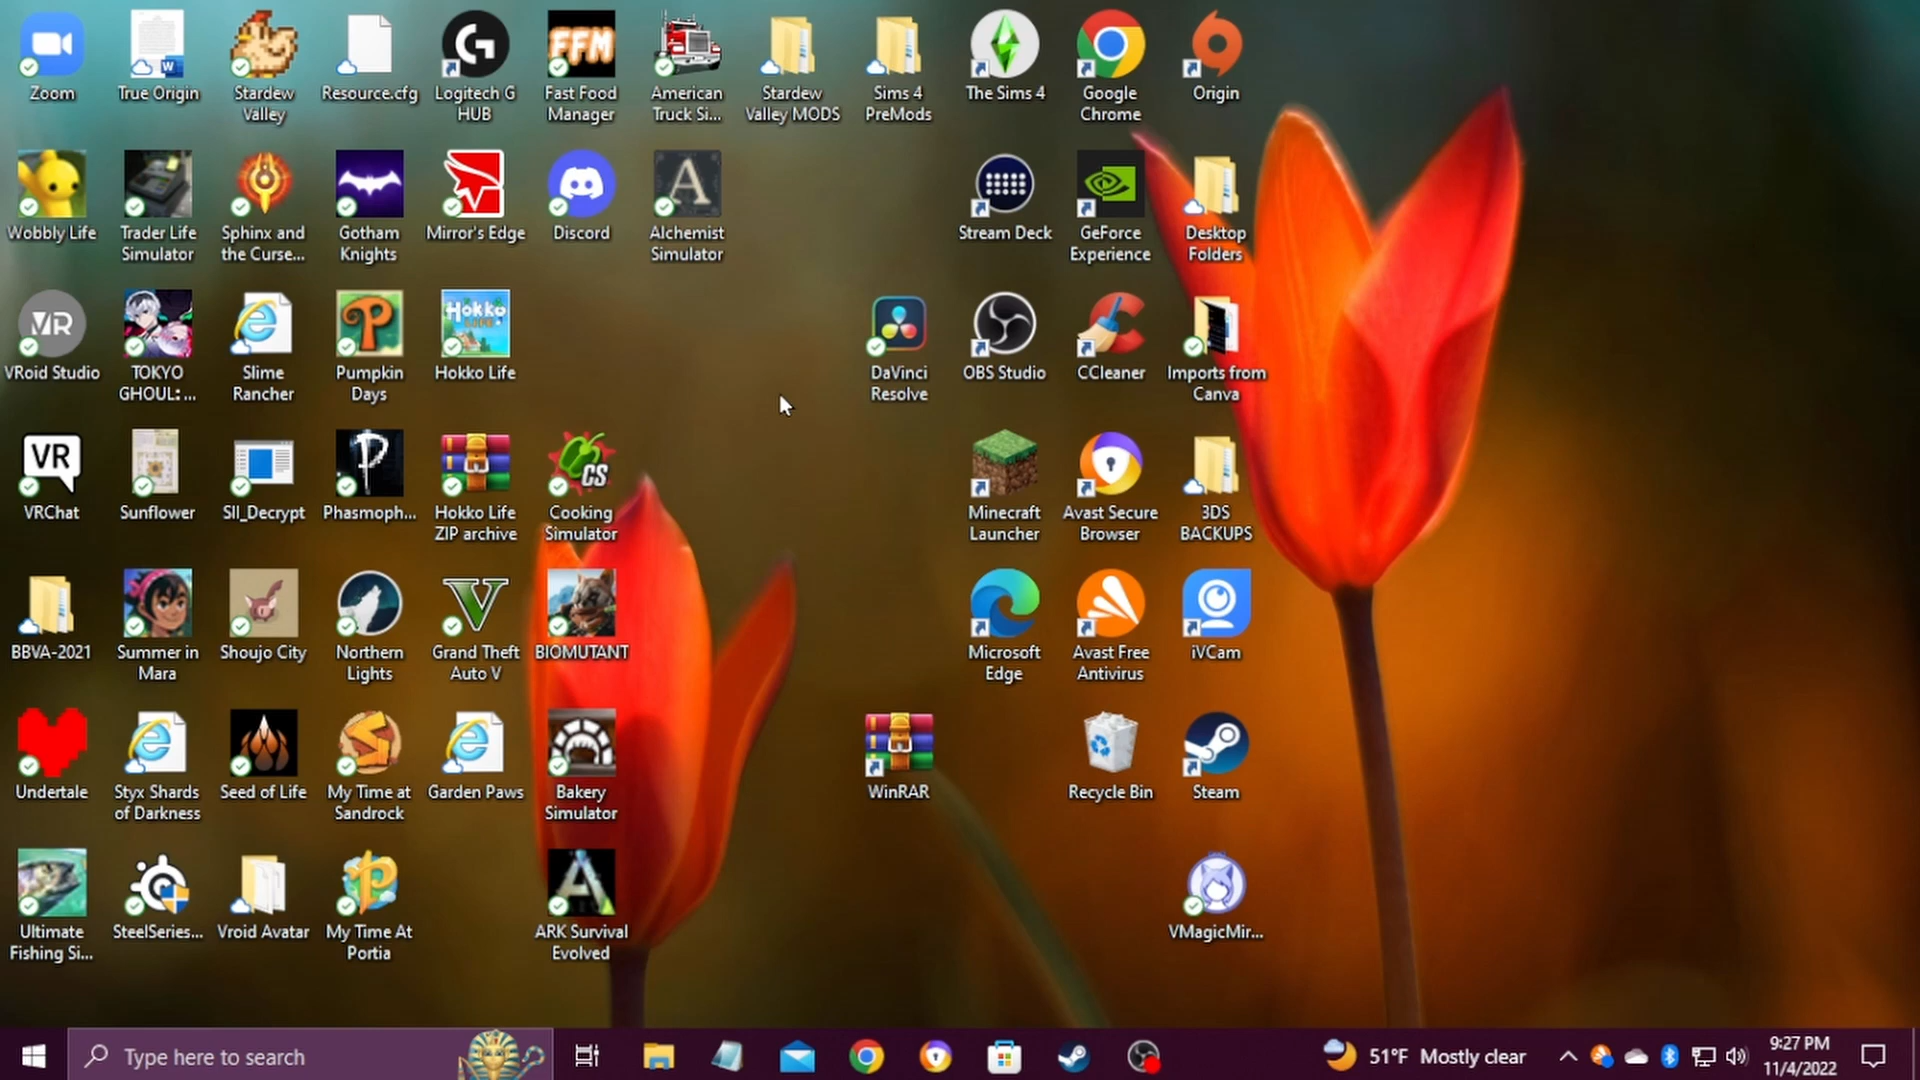 Zoom
True Origin
Stardew
Valley
Resource.cfg
Logitech G
HUB
FFM
Fast Food
Manager
American
Truck Si...
Stardew
Valley MODS
Sims 4
PreMods
The Sims 4
Google
Chrome
Origin
Wobbly Life
Trader Life
Simulator
Sphinx and
the Curse...
Gotham
Knights
Mirror's Edge
Discord
A
Alchemist
Simulator
Stream Deck
GeForce
Experience
Desktop
Folders
VR
VRoid Studio
TOKYO
GHOUL: ...
Slime
Rancher
P
Pumpkin
Days
Hokko
LIFE
Hokko Life
DaVinci
Resolve
OBS Studio
CCleaner
Imports from
Canva
VR
VRChat
Sunflower
SII_Decrypt
P
Phasmoph...
Hokko Life
ZIP archive
CS
Cooking
Simulator
Minecraft
Launcher
Avast Secure
Browser
3DS
BACKUPS
BBVA-2021
Summer in
Mara
Shoujo City
Northern
Lights
V
Grand Theft
Auto V
BIOMUTANT
Microsoft
Edge
Avast Free
Antivirus
iVCam
Undertale
Styx Shards
of Darkness
Seed of Life
My Time at
Sandrock
Garden Paws
Bakery
Simulator
WinRAR
Recycle Bin
Steam
Ultimate
Fishing Si...
SteelSeries...
Vroid Avatar
My Time At
Portia
ARK Survival
Evolved
VMagicMir...
Type here to search
51°F Mostly clear
9:27 PM
11/4/2022